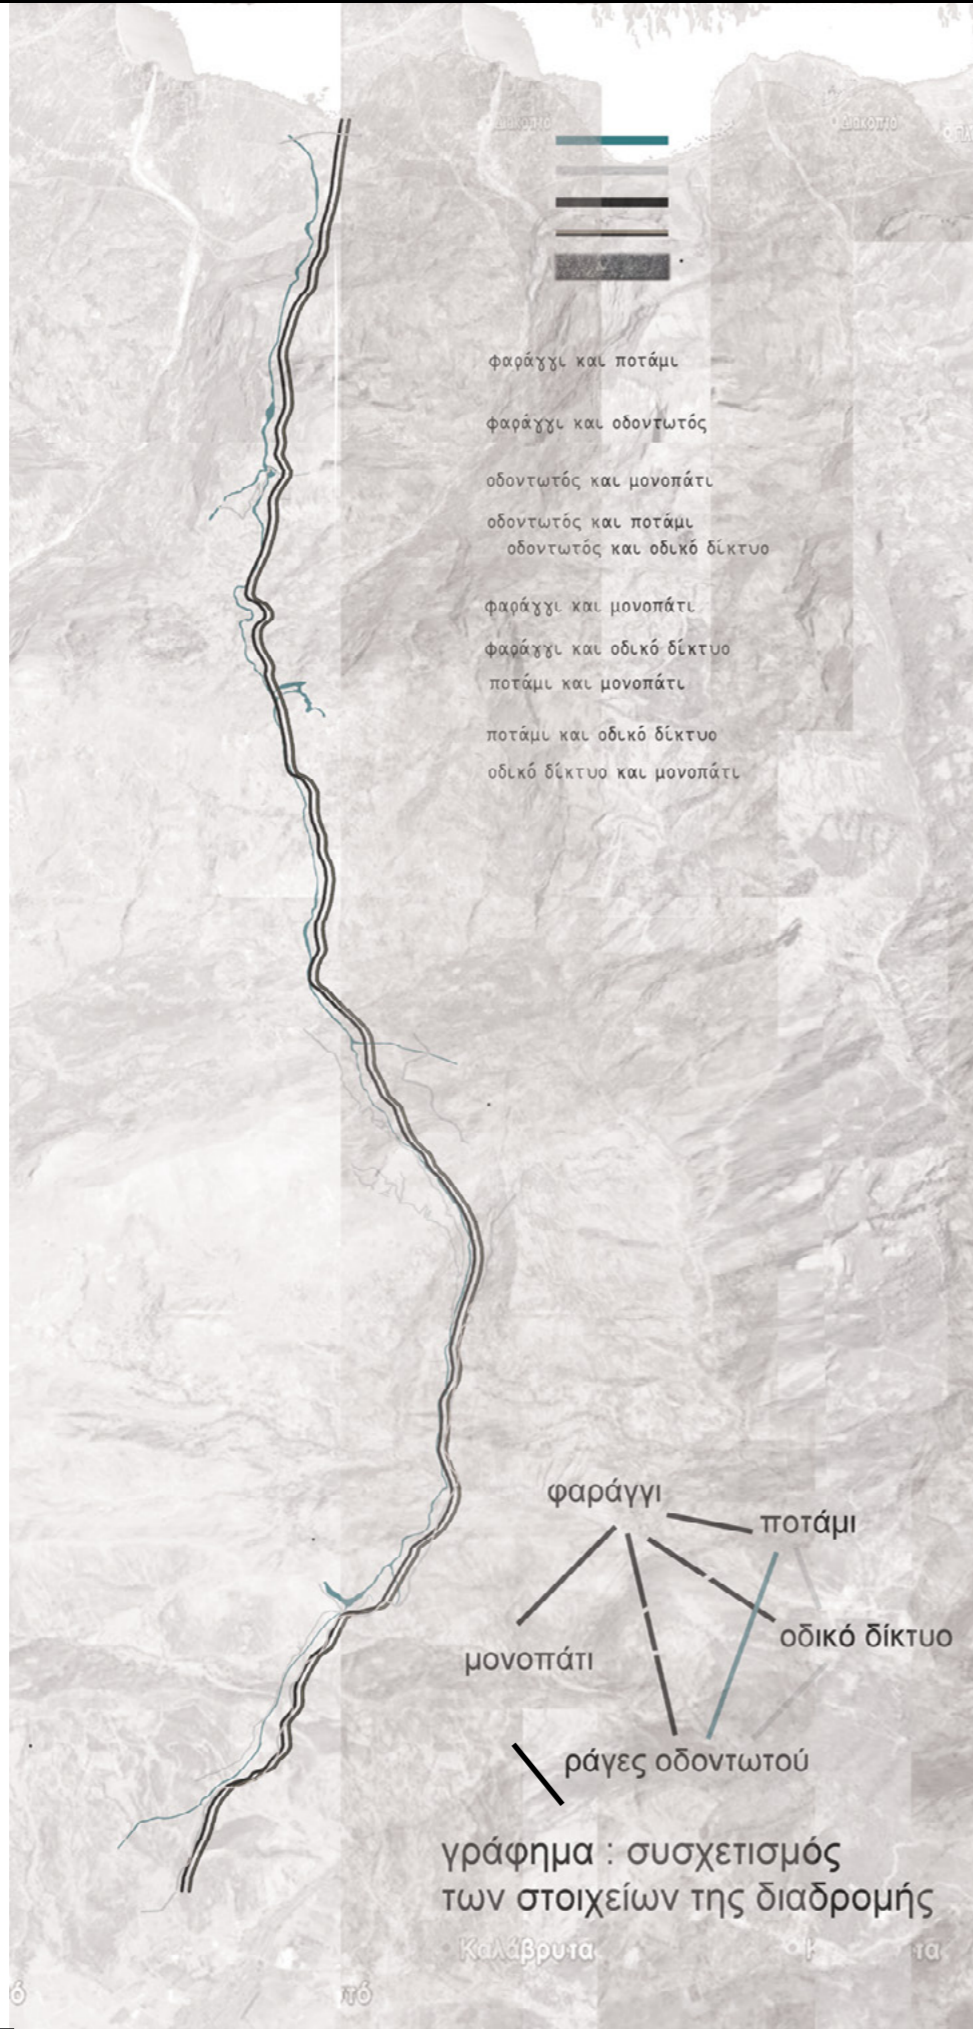 Διακοπτό
Διακοπτό
φαράγγι και ποτάμι
φαράγγι και οδοντωτός
οδοντωτός και μονοπάτι
οδοντωτός και ποτάμι
οδοντωτός και οδικό δίκτυο
φαράγγι και μονοπάτι
φαράγγι και οδικό δίκτυο
ποτάμι και μονοπάτι
ποτάμι και οδικό δίκτυο
οδικό δίκτυο και μονοπάτι
φαράγγι
ποτάμι
οδικό δίκτυο
μονοπάτι
ράγες οδοντωτού
γράφημα : συσχετισμός
των στοιχείων της διαδρομής
Καλάβρυτα